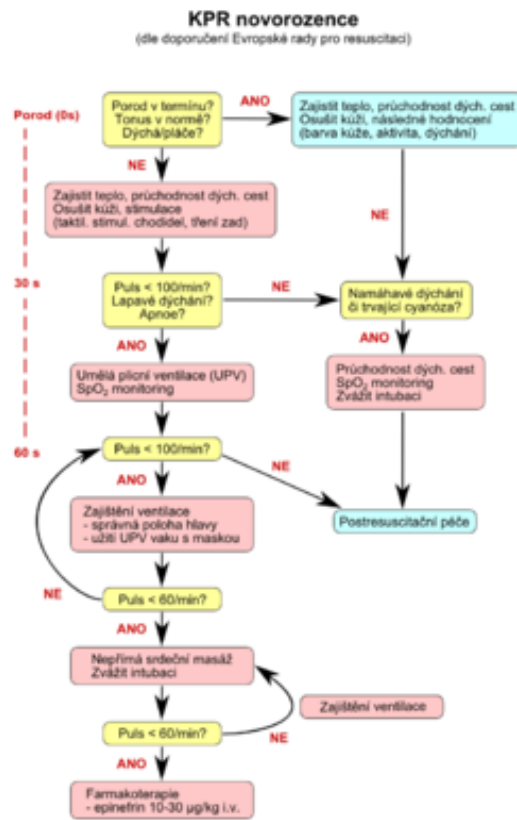 KPR novorozence
(dle doporučení Evropské rady pro resuscitaci)
Porod (0s)
Porod v termínu?
Tonus v normě?
Dýchá/pláče?
ANO
Zajistit teplo, průchodnost dých. cest
Osušit kůži, následné hodnocení
(barva kůže, aktivita, dýchání)
NE
Zajistit teplo, průchodnost dých. cest
Osušit kůži, stimulace
(taktil. stimul. chodidel, tření zad)
NE
30 s
Puls < 100/min?
Lapavé dýchání?
Apnoe?
NE
Namáhavé dýchání
či trvající cyanóza?
ANO
ANO
Umělá plicní ventilace (UPV)
SpO₂ monitoring
Průchodnost dých. cest
SpO₂ monitoring
Zvážit intubaci
60 s
Puls < 100/min?
NE
ANO
Zajištění ventilace
- správná poloha hlavy
- užití UPV vaku s maskou
Postresuscitační péče
NE
Puls < 60/min?
ANO
Nepřímá srdeční masáž
Zvážit intubaci
Zajištění ventilace
Puls < 60/min?
NE
ANO
Farmakoterapie
- epinefrin 10-30 µg/kg i.v.